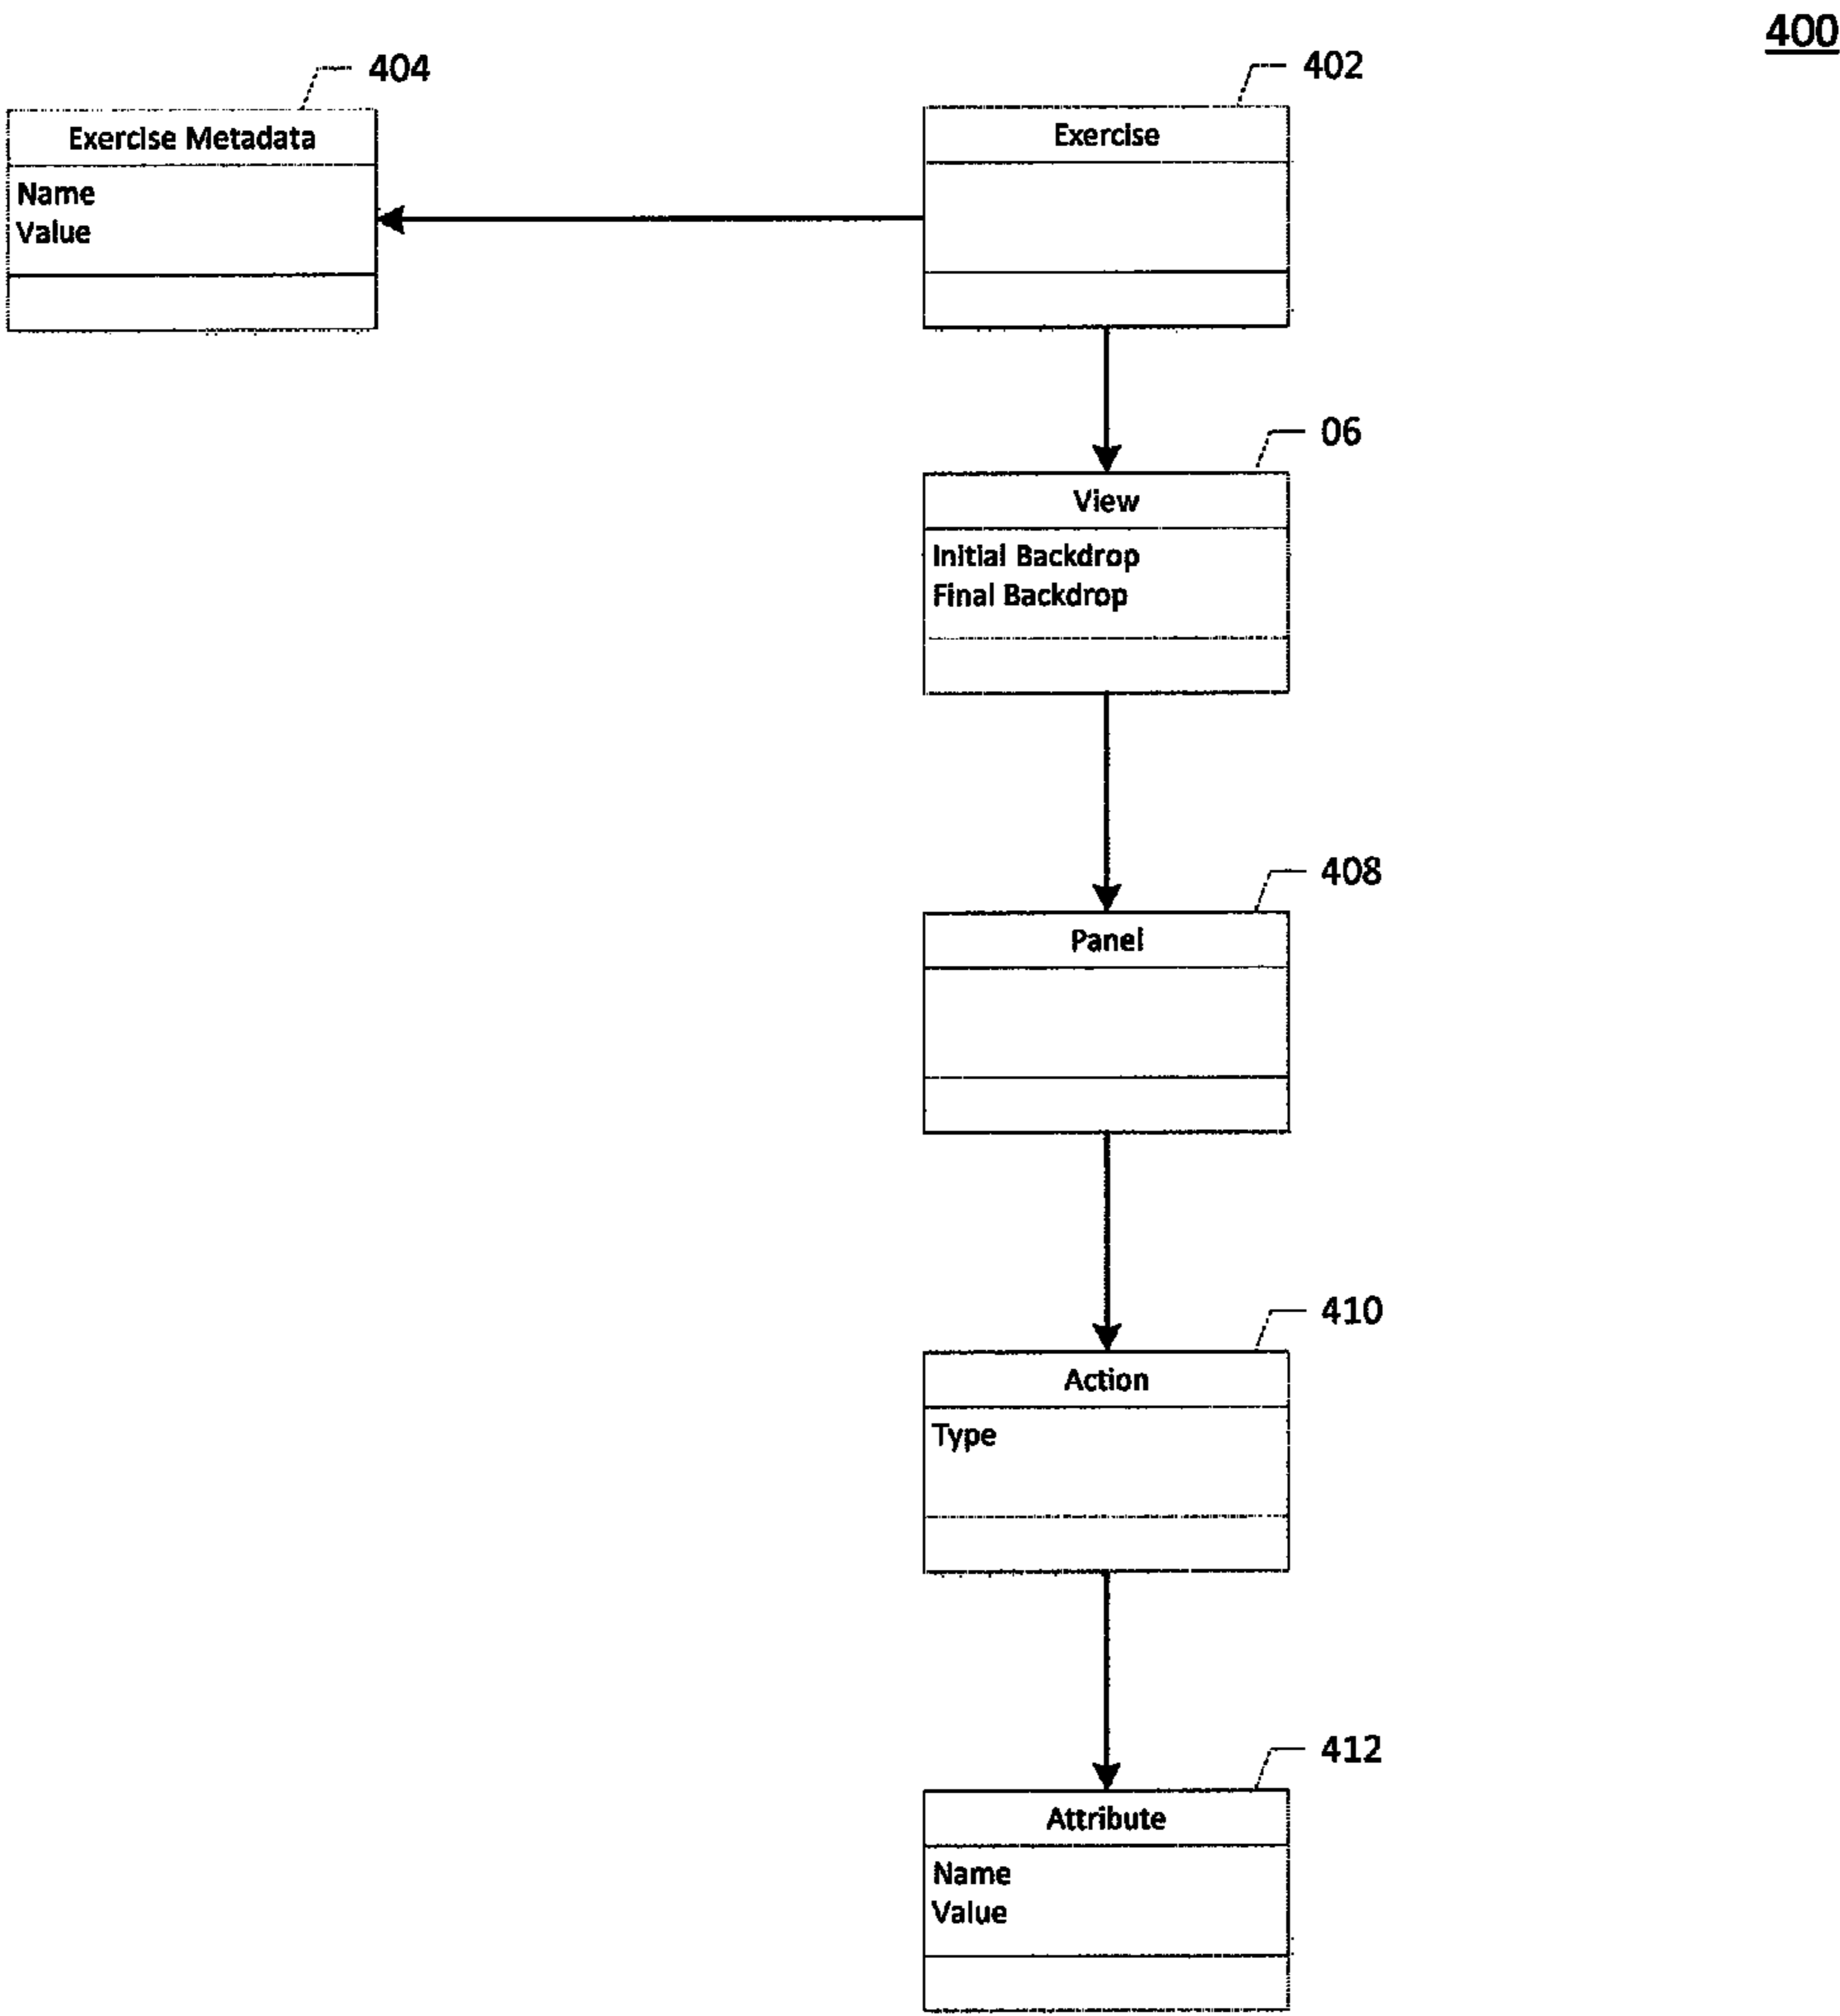 400
404
402
Exercise Metadata
Name
Value
Exercise
06
View
Initial Backdrop
Final Backdrop
408
Panel
410
Action
Type
412
Attribute
Name
Value